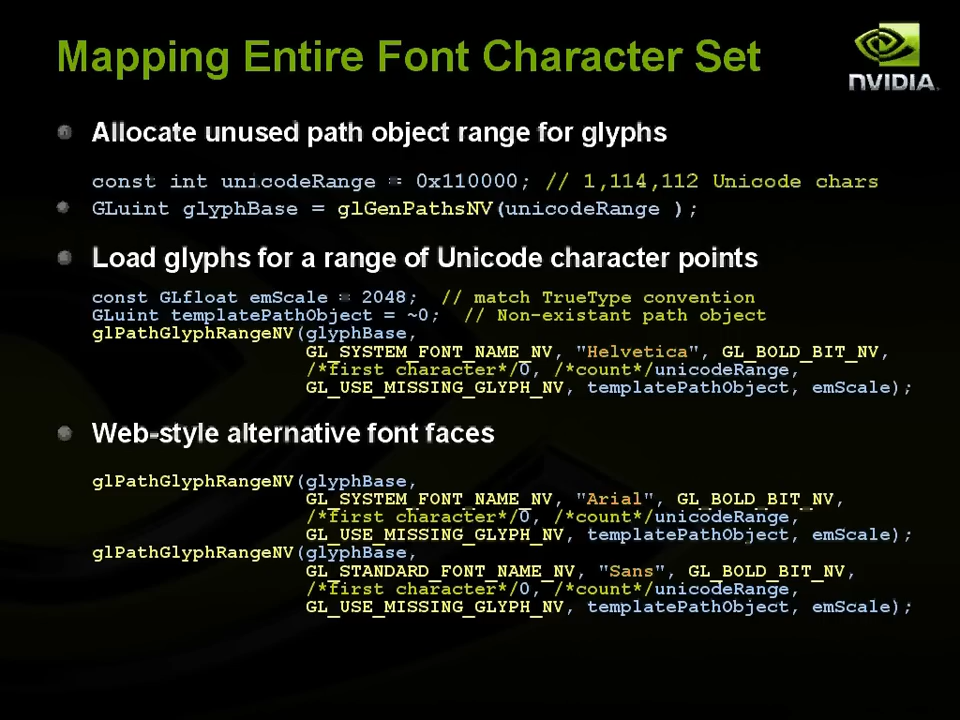 Mapping Entire Font Character Set
NVIDIA.
Allocate unused path object range for glyphs
const int unicodeRange = 0x110000; // 1,114,112 Unicode chars
GLuint glyphBase = glGenPathsNV(unicodeRange );
Load glyphs for a range of Unicode character points
const GLfloat emScale = 2048;  // match TrueType convention
GLuint templatePathObject = ~0;  // Non-existant path object
glPathGlyphRangeNV(glyphBase,
GL_SYSTEM_FONT_NAME_NV, "Helvetica", GL_BOLD_BIT_NV,
/*first character*/0, /*count*/unicodeRange,
GL_USE_MISSING_GLYPH_NV, templatePathObject, emScale);
Web-style alternative font faces
glPathGlyphRangeNV(glyphBase,
GL_SYSTEM_FONT_NAME_NV, "Arial", GL_BOLD_BIT_NV,
/*first character*/0, /*count*/unicodeRange,
GL_USE_MISSING_GLYPH_NV, templatePathObject, emScale);
glPathGlyphRangeNV(glyphBase,
GL_STANDARD_FONT_NAME_NV, "Sans", GL_BOLD_BIT_NV,
/*first character*/0, /*count*/unicodeRange,
GL_USE_MISSING_GLYPH_NV, templatePathObject, emScale);